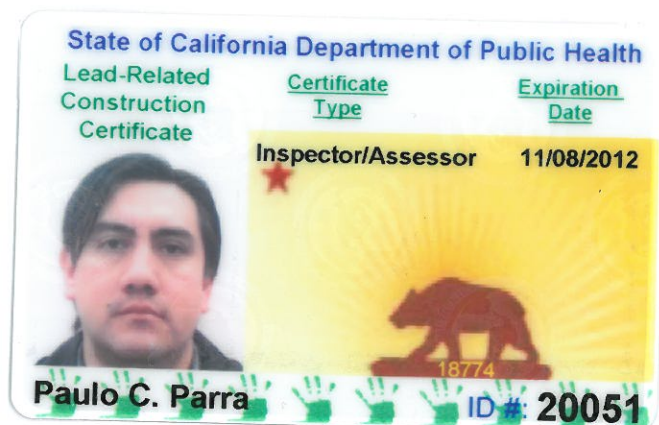 State of California Department of Public Health
Lead-Related
Construction
Certificate
Certificate
Type
Expiration
Date
Inspector/Assessor
11/08/2012
18774
Paulo C. Parra
ID #: 20051